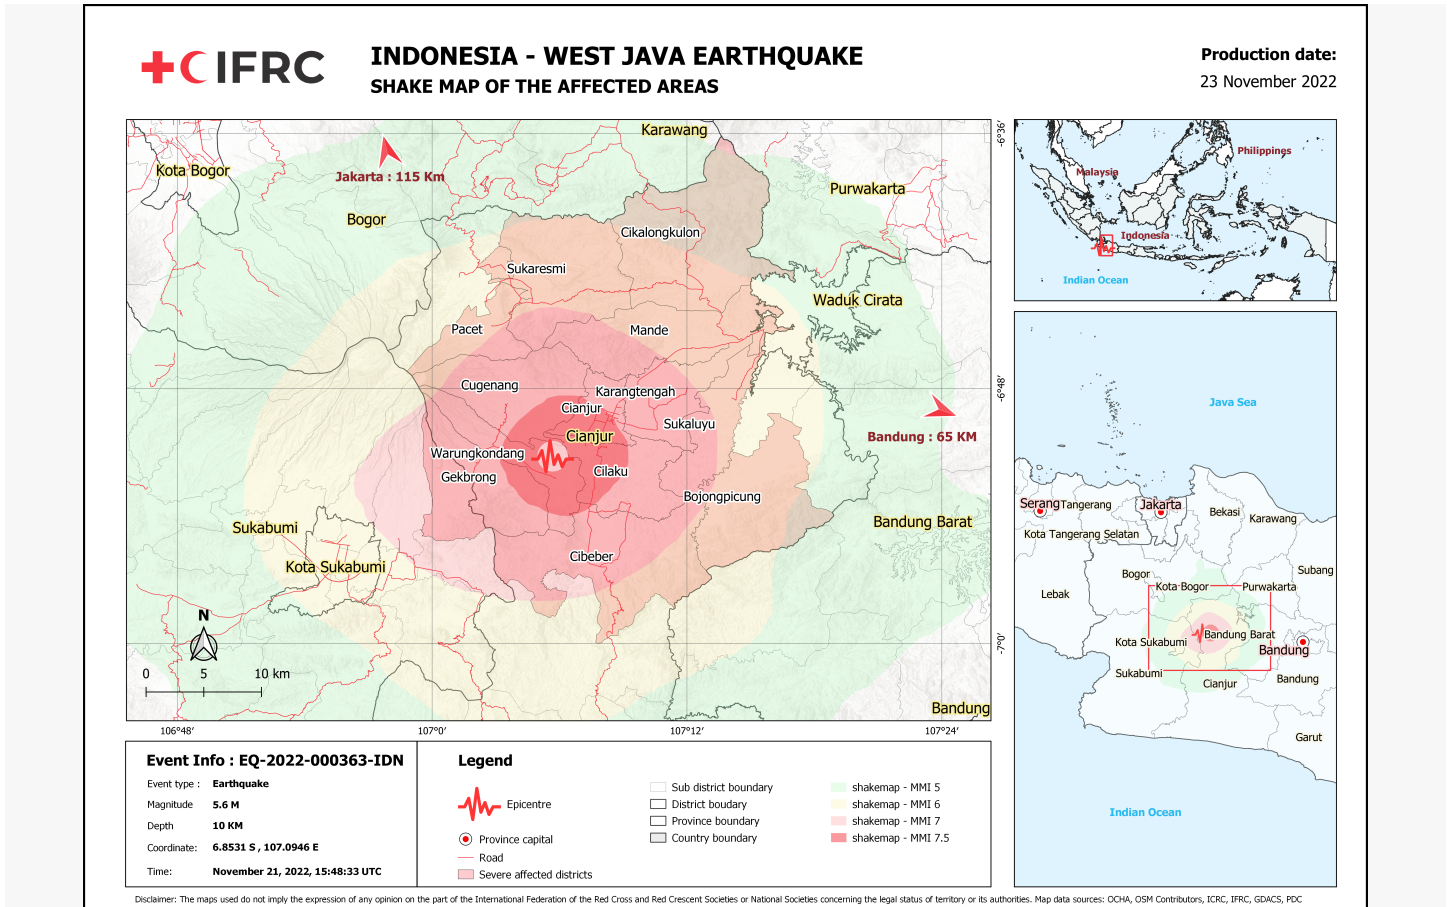 IFRC
INDONESIA - WEST JAVA EARTHQUAKE
SHAKE MAP OF THE AFFECTED AREAS
Production date:
23 November 2022
Karawang
Kota Bogor
Jakarta : 115 Km
Purwakarta
Bogor
Cikalongkulon
Sukaresmi
Waduk Cirata
Pacet
Mande
Cugenang
Karangtengah
Cianjur
Sukaluyu
Cianjur
Bandung : 65 KM
Warungkondang
Cilaku
Gekbrong
Bojongpicung
Sukabumi
Bandung Barat
Cibeber
Kota Sukabumi
N
0 5 10 km
Bandung
106°48'
107°0'
107°12'
107°24'
-6°36'
-6°48'
-7°0'
Philippines
Malaysia
Indonesia
Indian Ocean
Java Sea
Serang
Tangerang
Jakarta
Bekasi
Karawang
Kota Tangerang Selatan
Bogor
Subang
Kota Bogor
Purwakarta
Lebak
Bandung Barat
Kota Sukabumi
Bandung
Sukabumi
Cianjur
Bandung
Garut
Indian Ocean
Event Info : EQ-2022-000363-IDN
Event type : Earthquake
Magnitude 5.6 M
Depth 10 KM
Coordinate: 6.8531 S , 107.0946 E
Time: November 21, 2022, 15:48:33 UTC
Legend
Epicentre
Province capital
Road
Severe affected districts
Sub district boundary
District boudary
Province boundary
Country boundary
shakemap - MMI 5
shakemap - MMI 6
shakemap - MMI 7
shakemap - MMI 7.5
Disclaimer: The maps used do not imply the expression of any opinion on the part of the International Federation of the Red Cross and Red Crescent Societies or National Societies concerning the legal status of territory or its authorities. Map data sources: OCHA, OSM Contributors, ICRC, IFRC, GDACS, PDC